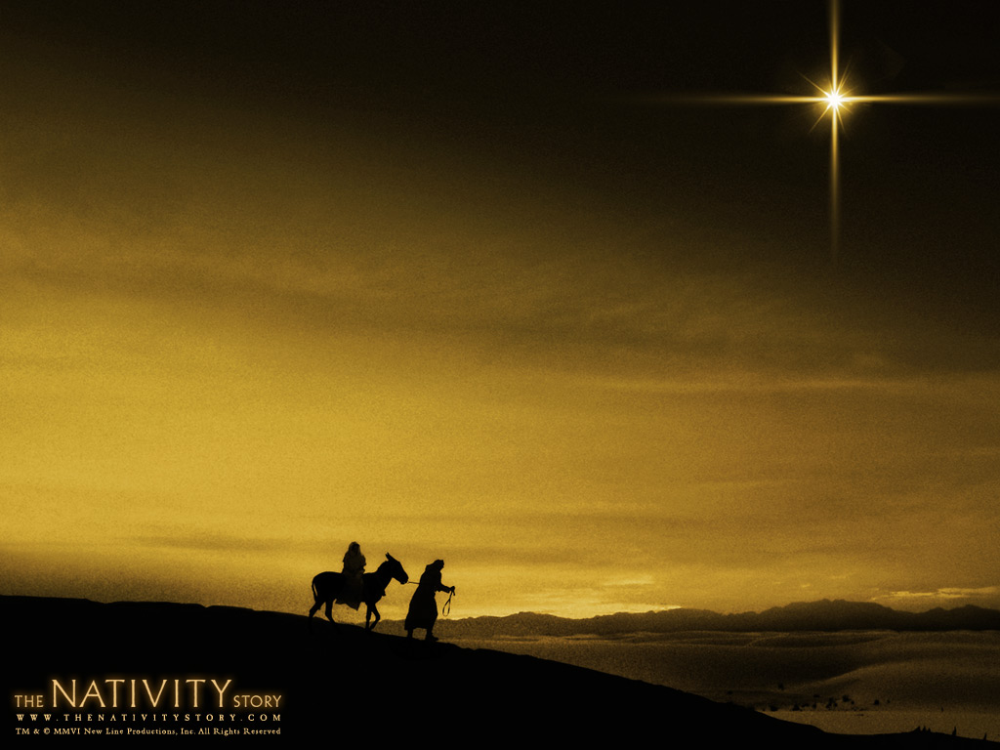 THE NATIVITY STORY
WWW.THENATIVITYSTORY.COM
TM & © MMVI New Line Productions, Inc. All Rights Reserved